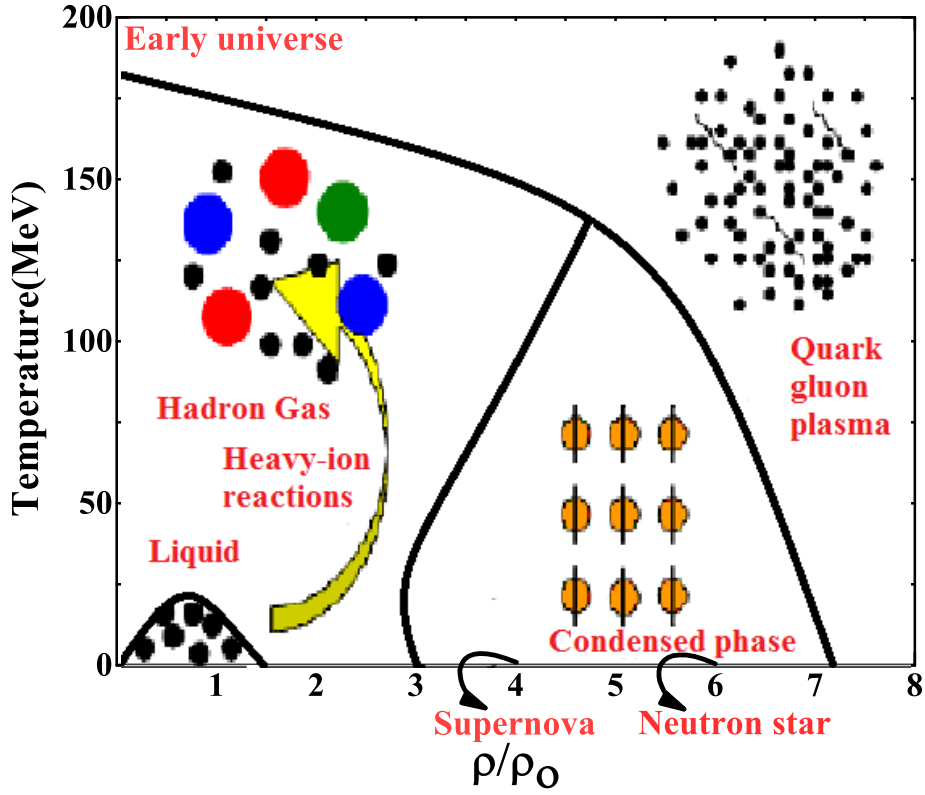 200
Early universe
150
100
50
0
Temperature(MeV)
Hadron Gas
Heavy-ion
reactions
Liquid
Quark
gluon
plasma
Condensed phase
1 2 3 4 5 6 7 8
Supernova
Neutron star
ρ/ρo